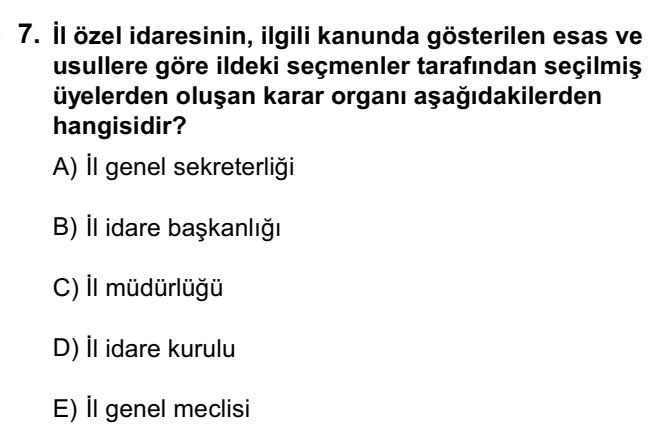 7. İl özel idaresinin, ilgili kanunda gösterilen esas ve
usullere göre ildeki seçmenler tarafından seçilmiş
üyelerden oluşan karar organı aşağıdakilerden
hangisidir?
A) İl genel sekreterliği
B) İl idare başkanlığı
C) İl müdürlüğü
D) İl idare kurulu
E) İl genel meclisi